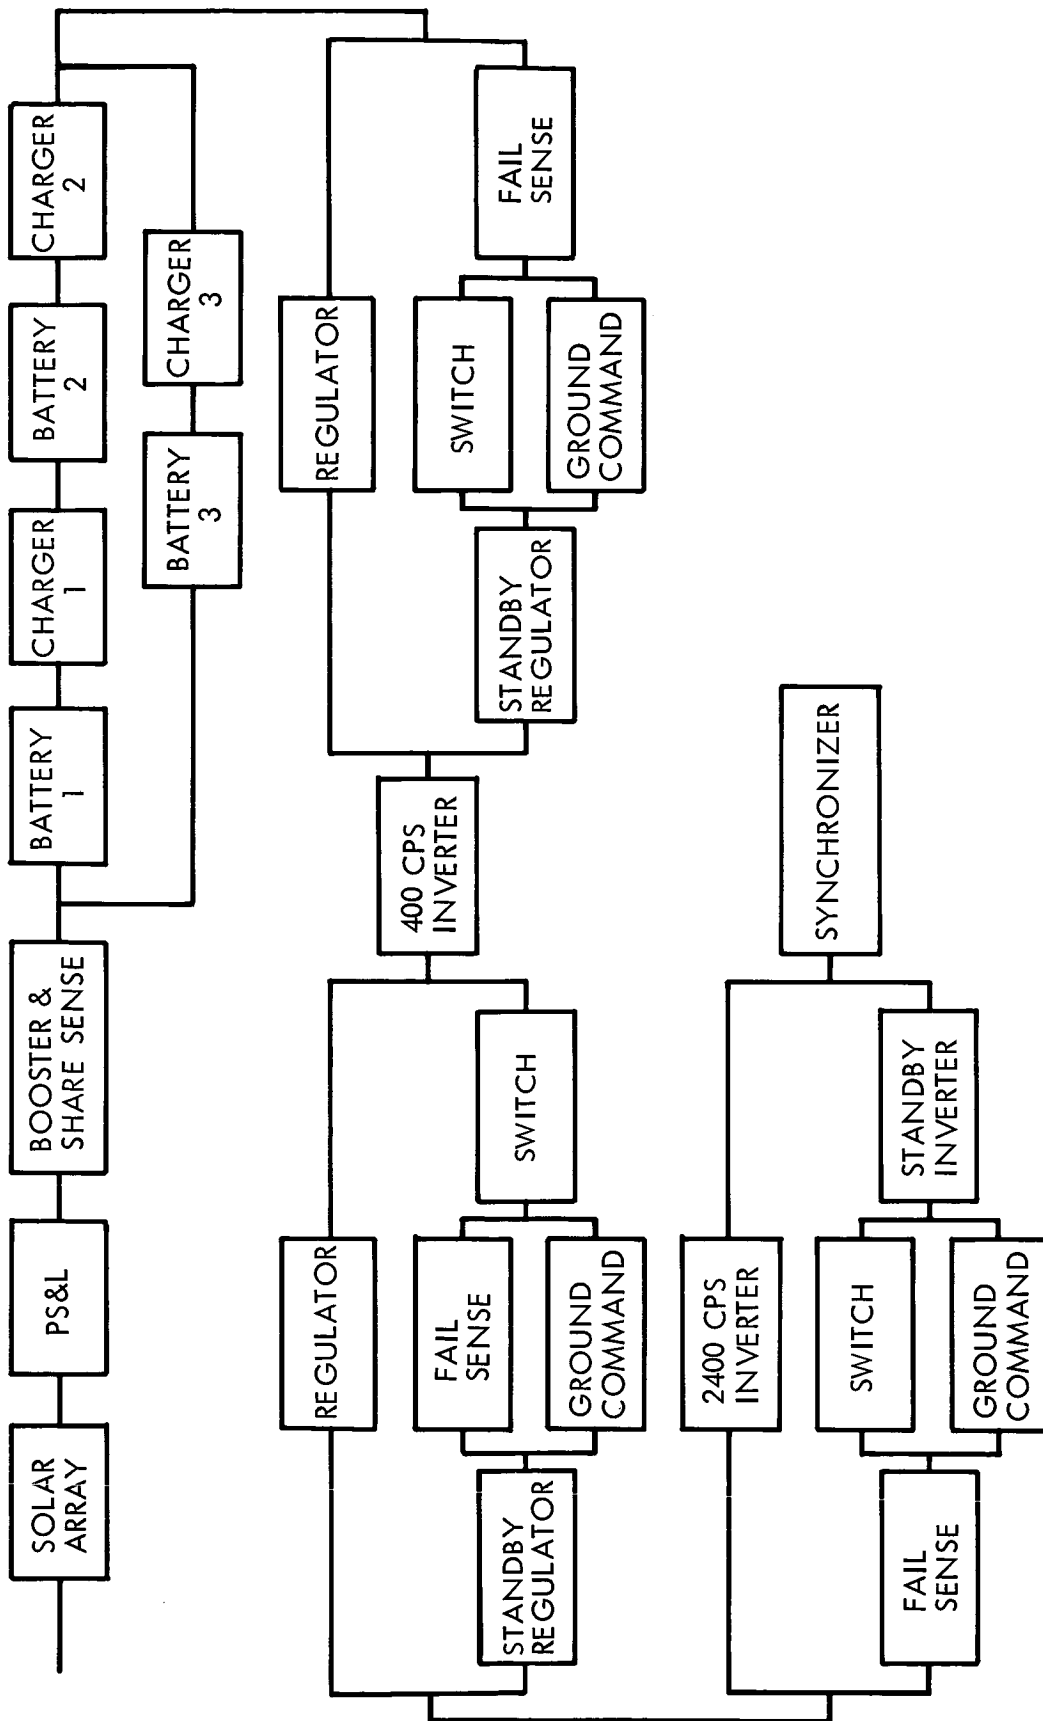 SOLAR
ARRAY
PS&L
BOOSTER &
SHARE SENSE
BATTERY
1
CHARGER
1
BATTERY
2
CHARGER
2
BATTERY
3
CHARGER
3
REGULATOR
STANDBY
REGULATOR
FAIL
SENSE
GROUND
COMMAND
SWITCH
400 CPS
INVERTER
REGULATOR
STANDBY
REGULATOR
SWITCH
GROUND
COMMAND
FAIL
SENSE
2400 CPS
INVERTER
FAIL
SENSE
SWITCH
GROUND
COMMAND
STANDBY
INVERTER
SYNCHRONIZER